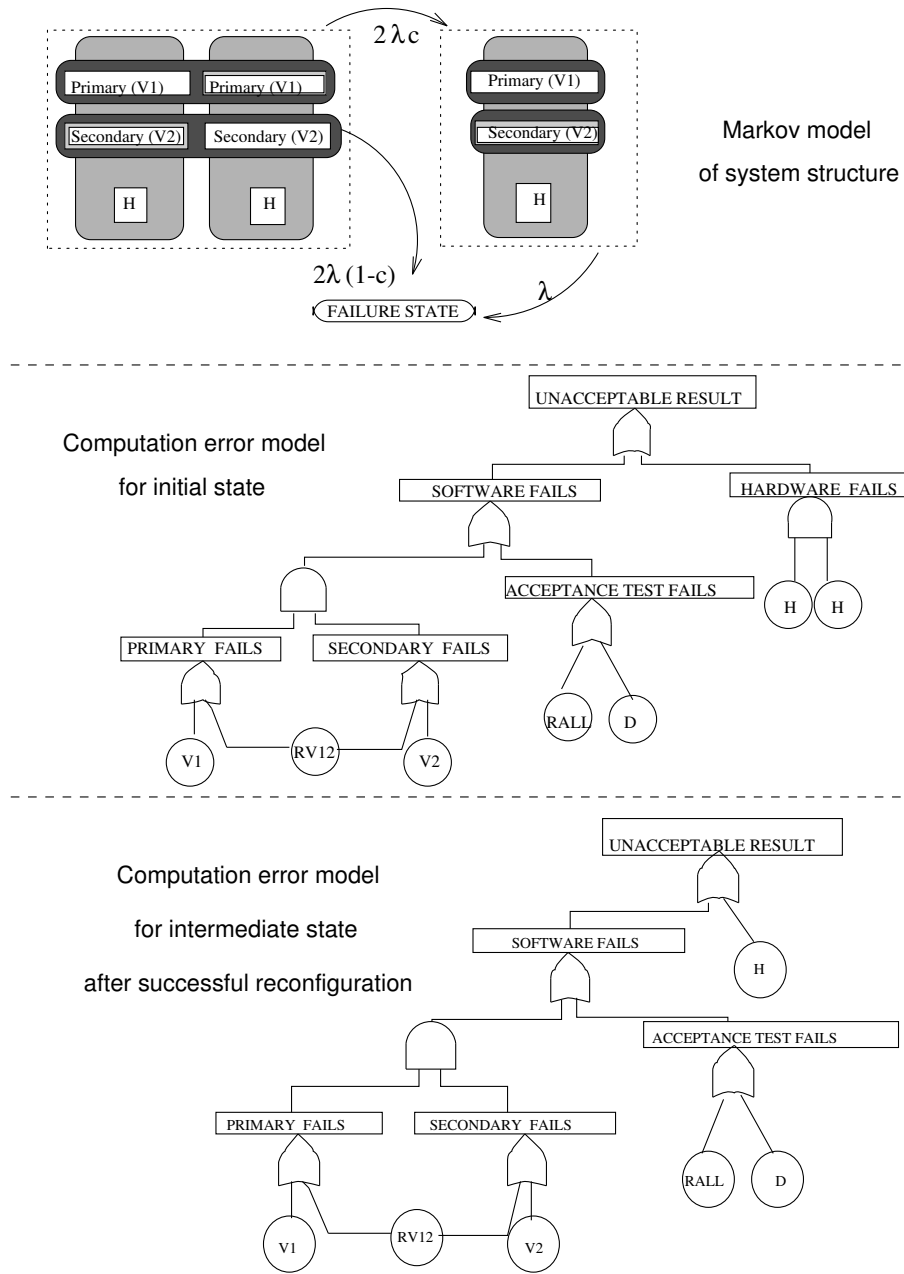 2λc
Primary (V1) Primary (V1) Primary (V1)
Secondary (V2) Secondary (V2) Secondary (V2)
Markov model
of system structure
H H H
2λ (1-c)
λ
FAILURE STATE
UNACCEPTABLE RESULT
Computation error model
for initial state
SOFTWARE FAILS HARDWARE FAILS
ACCEPTANCE TEST FAILS
H H
PRIMARY FAILS SECONDARY FAILS
RALL D
V1 RV12 V2
UNACCEPTABLE RESULT
Computation error model
for intermediate state
after successful reconfiguration
SOFTWARE FAILS
H
ACCEPTANCE TEST FAILS
PRIMARY FAILS SECONDARY FAILS
RALL D
V1 RV12 V2